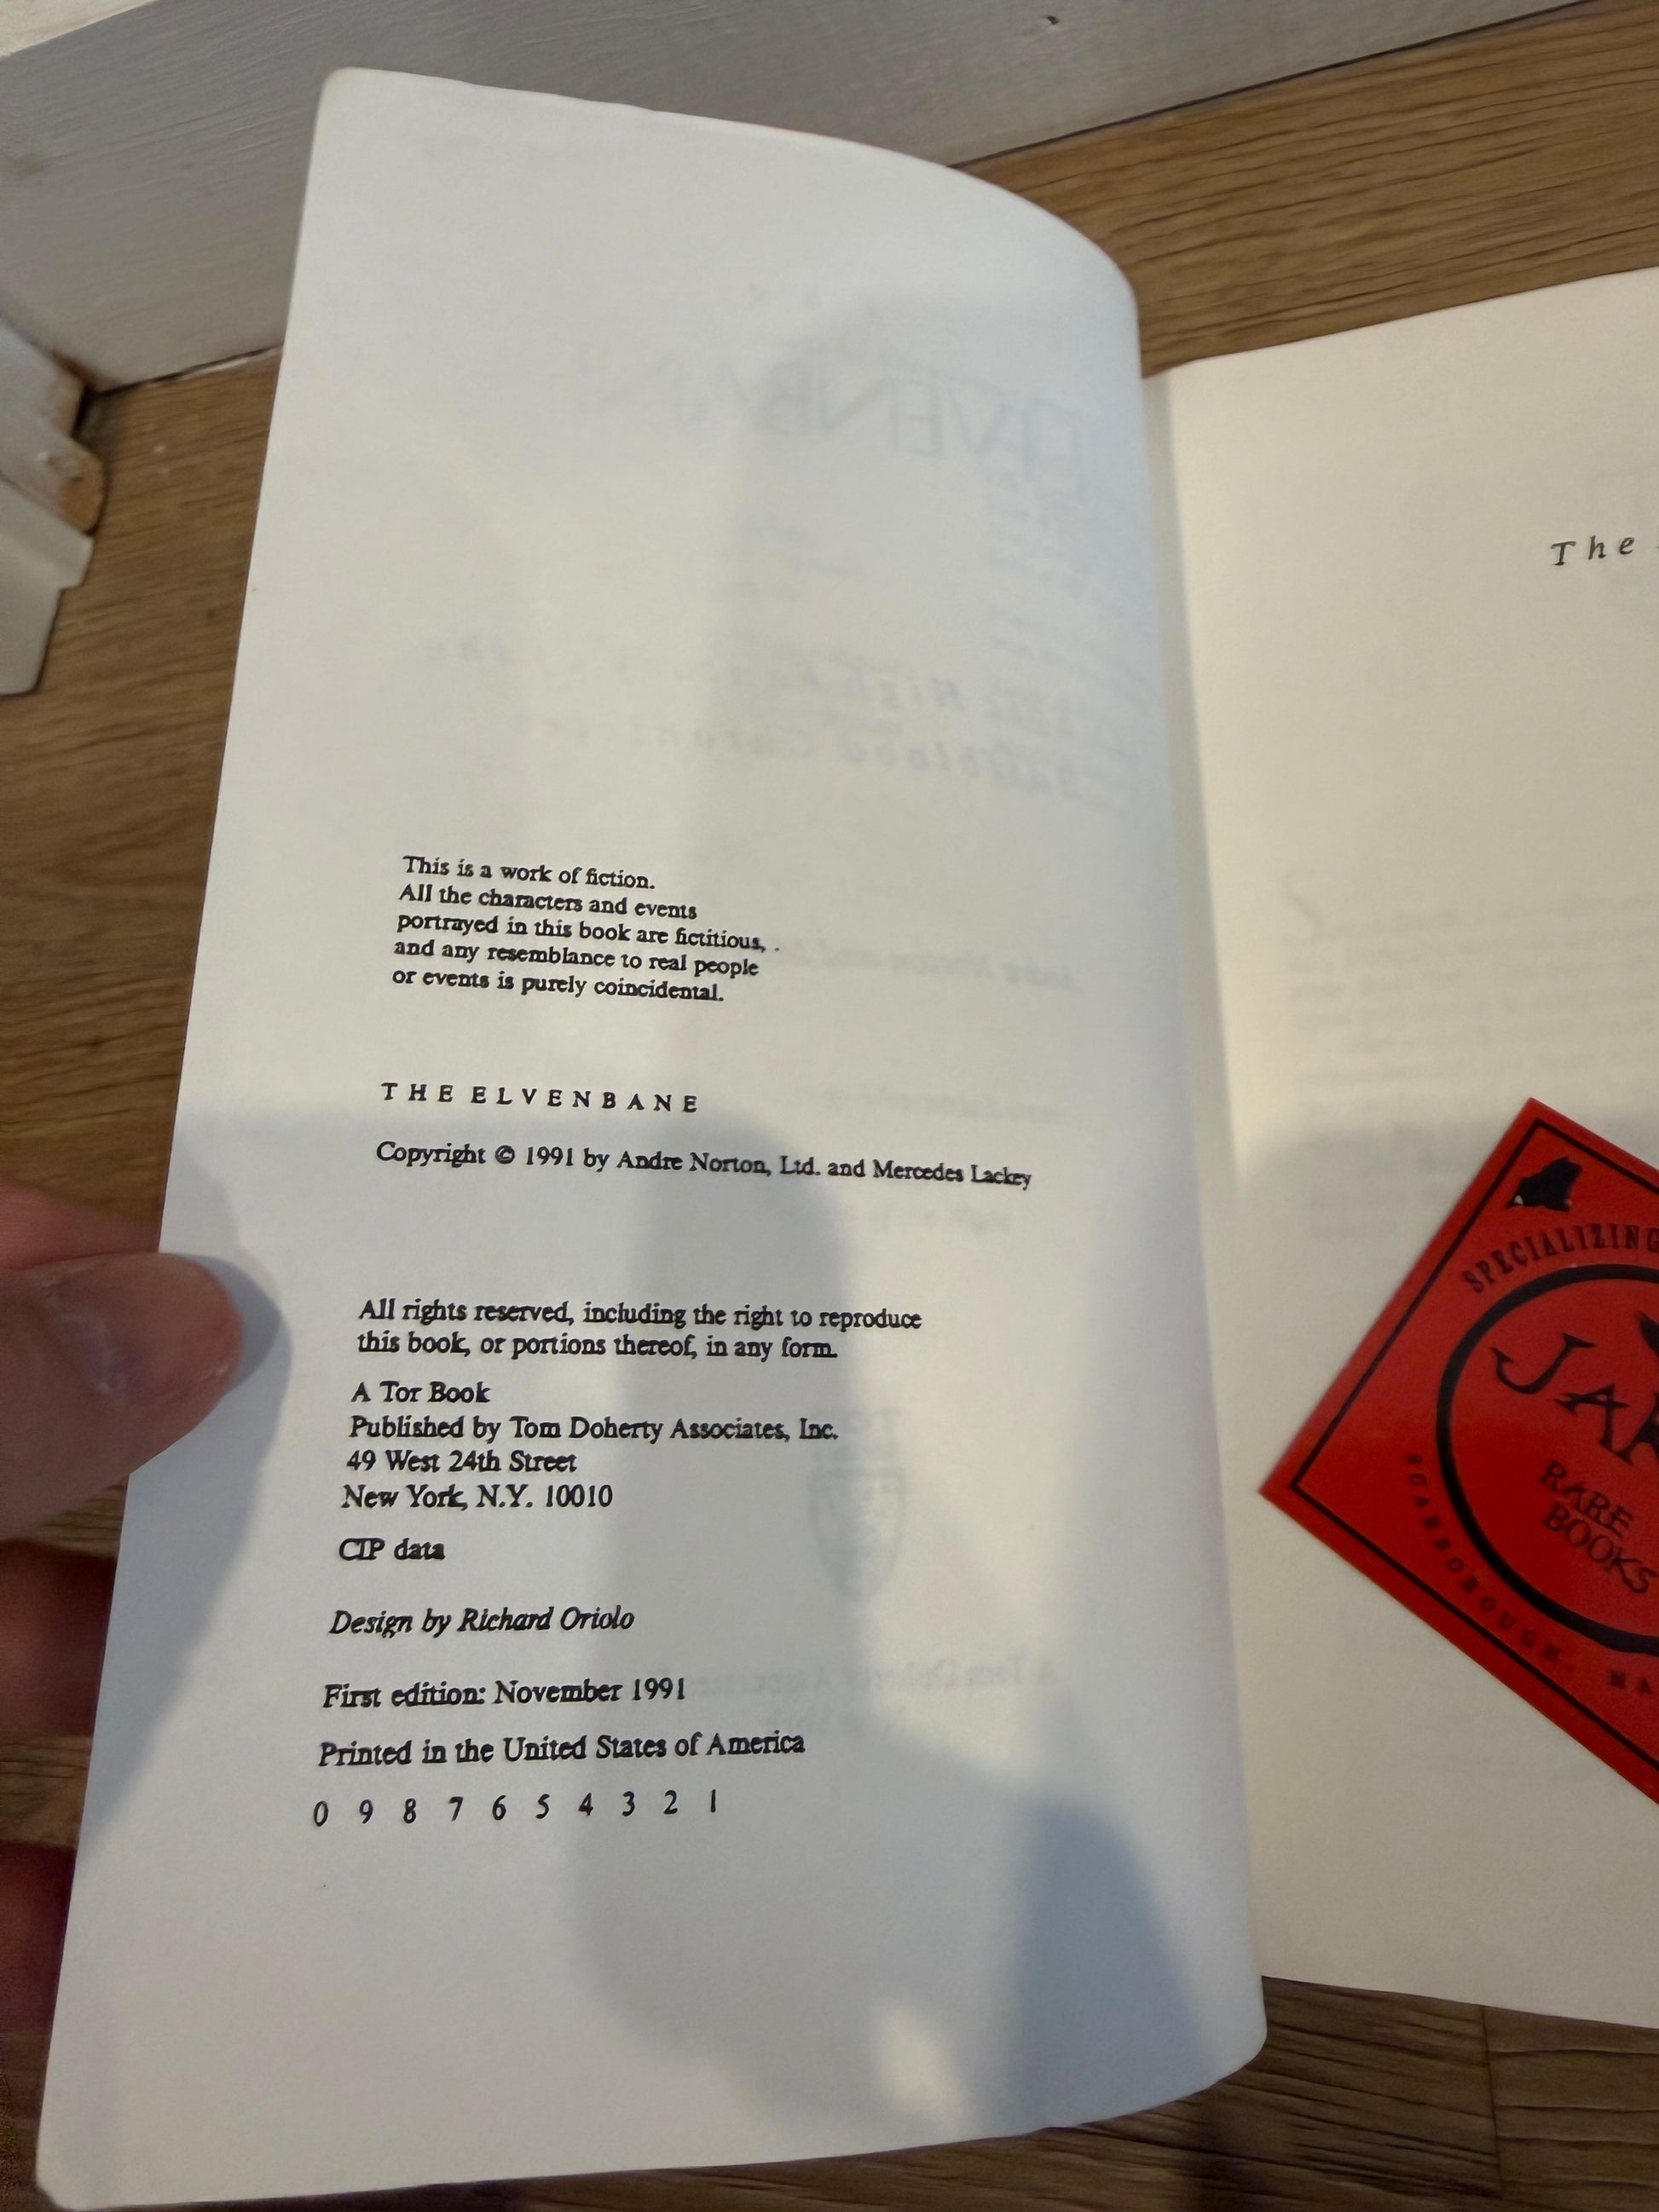 This is a work of fiction.
All the characters and events
portrayed in this book are fictitious,
and any resemblance to real people
or events is purely coincidental.
THE ELVENBANE
Copyright © 1991 by Andre Norton, Ltd. and Mercedes Lackey
All rights reserved, including the right to reproduce
this book, or portions thereof, in any form.
A Tor Book
Published by Tom Doherty Associates, Inc.
49 West 24th Street
New York, N.Y. 10010
CIP data
Design by Richard Oriolo
First edition: November 1991
Printed in the United States of America
0 9 8 7 6 5 4 3 2 1
The
SPECIALIZING
JA
RARE
BOOKS
SCARBOROUGH, MA